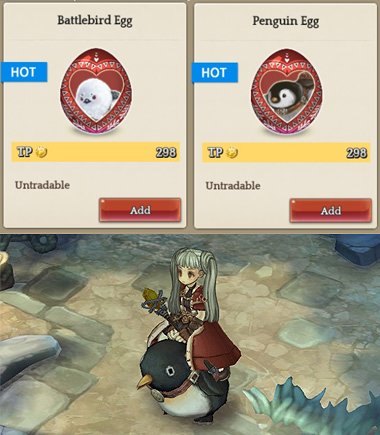 Battlebird Egg
HOT
TP 298
Untradable
Add
Penguin Egg
HOT
TP 298
Untradable
Add